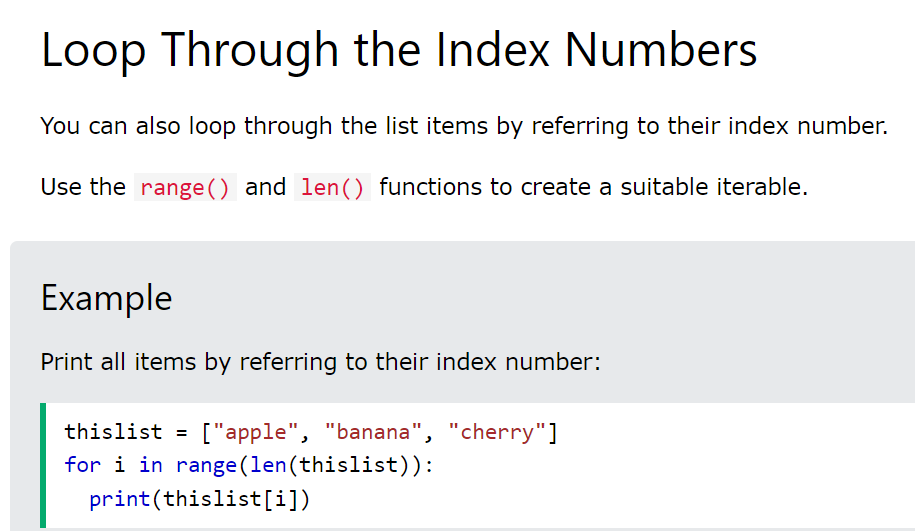 Loop Through the Index Numbers
You can also loop through the list items by referring to their index number.
Use the range() and len() functions to create a suitable iterable.
Example
Print all items by referring to their index number:
thislist = ["apple", "banana", "cherry"]
for i in range(len(thislist)):
  print(thislist[i])